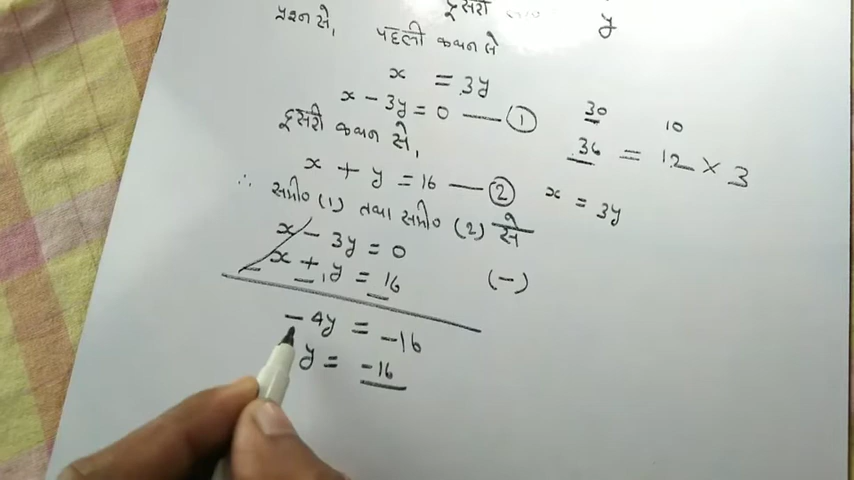 दूसरी
y
प्रश्न से, पहली कथन से
x = 3y
x - 3y = 0 — ①
दूसरी कथन से,
x + y = 16 — ②
∴ समी० (1) तथा समी० (2) से
x - 3y = 0
- x + y = 16 (-)
- 4y = -16
y = -16
30 10
36 = 12 × 3
x = 3y